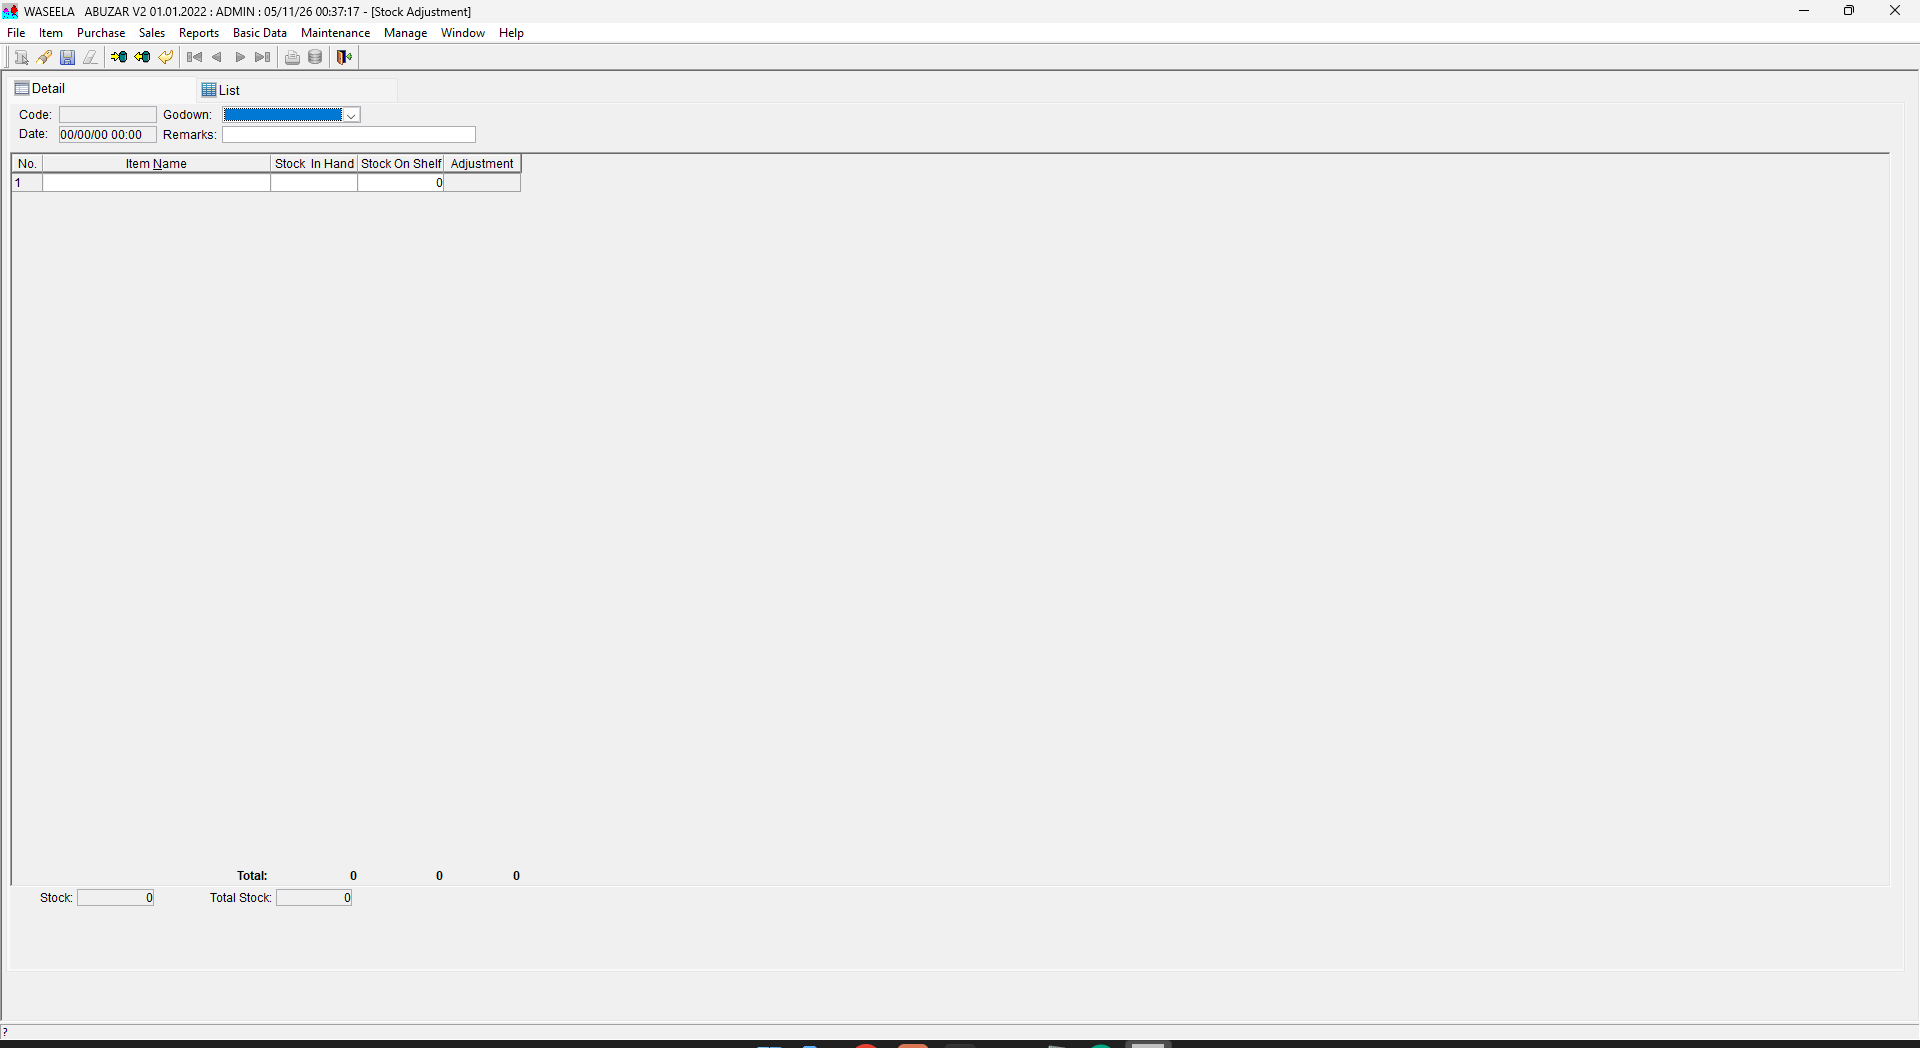 WASEELA ABUZAR V2 01.01.2022 : ADMIN : 05/11/26 00:37:17 - [Stock Adjustment]
File Item Purchase Sales Reports Basic Data Maintenance Manage Window Help
Detail List
Code: Godown:
Date: 00/00/00 00:00 Remarks:
No. Item Name Stock In Hand Stock On Shelf Adjustment
1 0
Total: 0 0 0
Stock: 0 Total Stock: 0
?